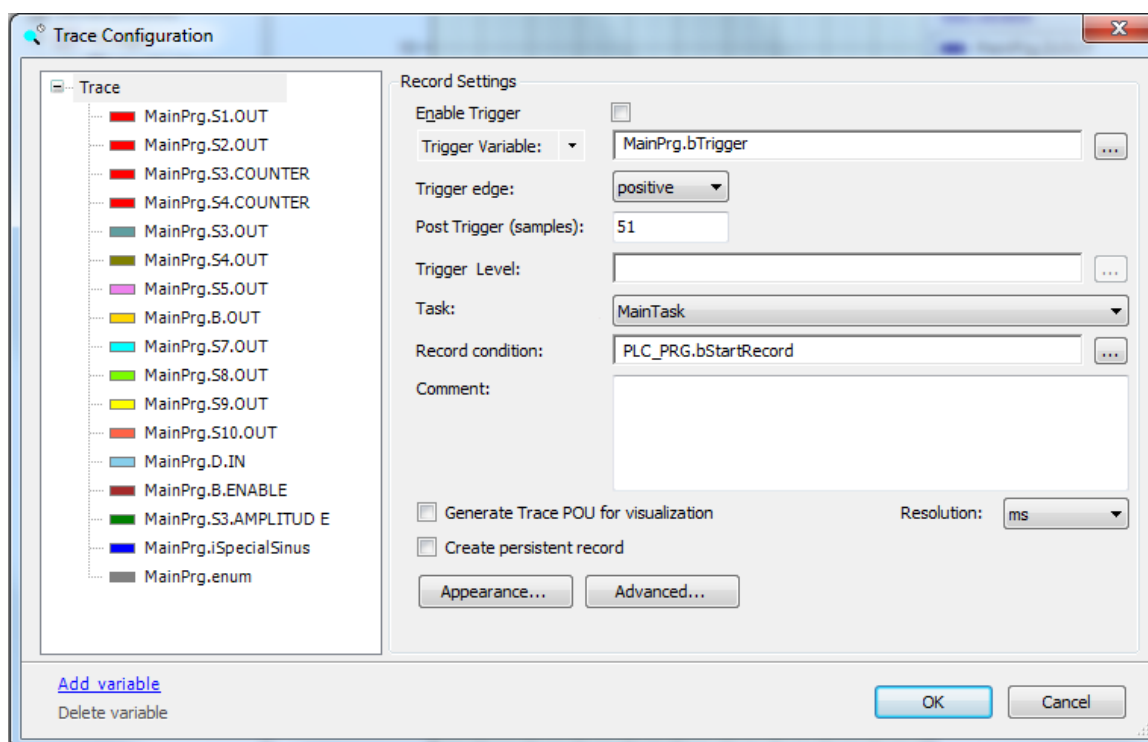 Trace Configuration
Trace
MainPrg.S1.OUT
MainPrg.S2.OUT
MainPrg.S3.COUNTER
MainPrg.S4.COUNTER
MainPrg.S3.OUT
MainPrg.S4.OUT
MainPrg.S5.OUT
MainPrg.B.OUT
MainPrg.S7.OUT
MainPrg.S8.OUT
MainPrg.S9.OUT
MainPrg.S10.OUT
MainPrg.D.IN
MainPrg.B.ENABLE
MainPrg.S3.AMPLITUD E
MainPrg.iSpecialSinus
MainPrg.enum
Record Settings
Enable Trigger
Trigger Variable: MainPrg.bTrigger ...
Trigger edge: positive
Post Trigger (samples): 51
Trigger Level: ...
Task: MainTask
Record condition: PLC_PRG.bStartRecord ...
Comment:
Generate Trace POU for visualization Resolution: ms
Create persistent record
Appearance... Advanced...
Add variable
Delete variable
OK Cancel